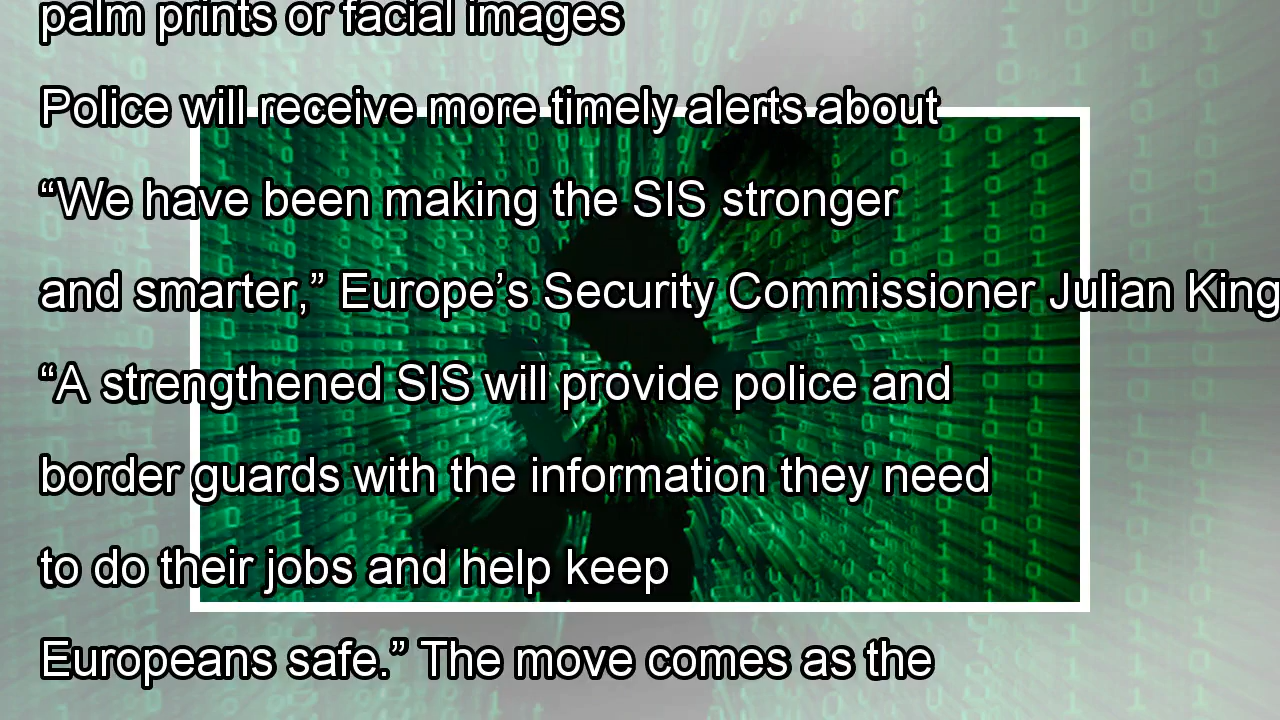 palm prints or facial images
Police will receive more timely alerts about
“We have been making the SIS stronger
and smarter,” Europe’s Security Commissioner Julian King
“A strengthened SIS will provide police and
border guards with the information they need
to do their jobs and help keep
Europeans safe.” The move comes as the